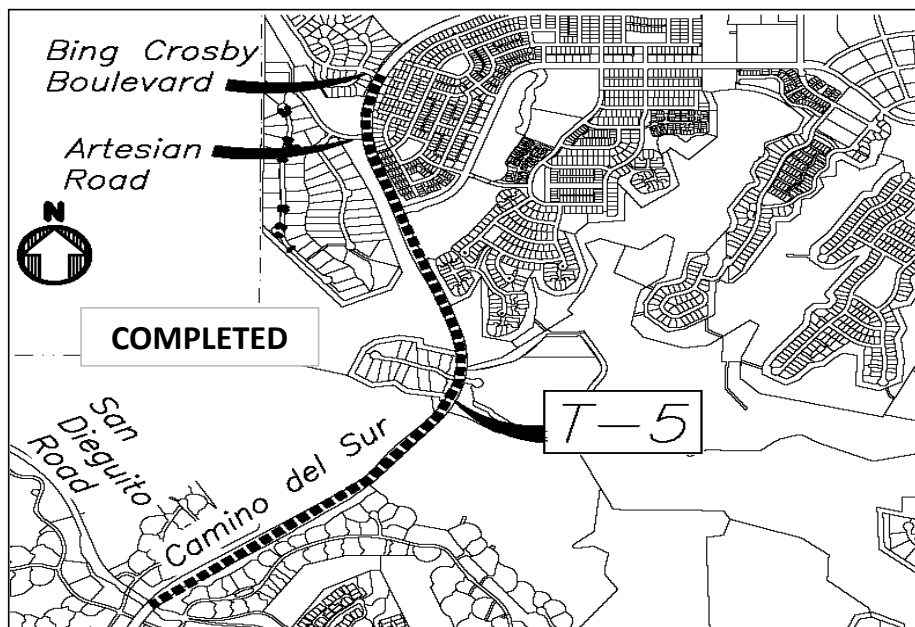 Bing Crosby
Boulevard
Artesian
Road
N
COMPLETED
T-5
San
Dieguito
Road
Camino del Sur